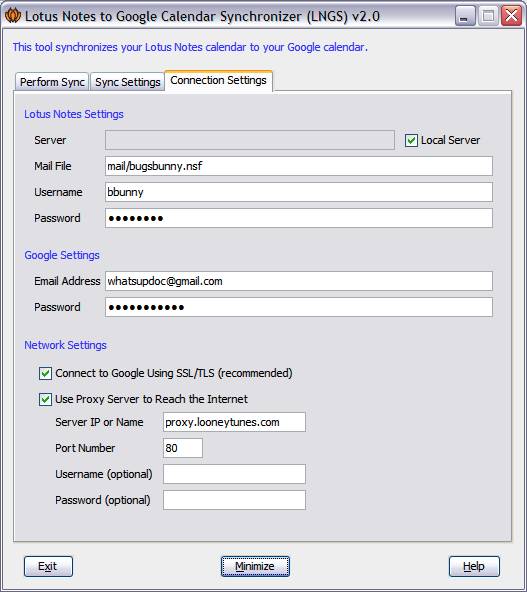 Lotus Notes to Google Calendar Synchronizer (LNGS) v2.0
This tool synchronizes your Lotus Notes calendar to your Google calendar.
Perform Sync Sync Settings Connection Settings
Lotus Notes Settings
Server Local Server
Mail File mail/bugsbunny.nsf
Username bbunny
Password ●●●●●●●●
Google Settings
Email Address whatsupdoc@gmail.com
Password ●●●●●●●●●●●
Network Settings
Connect to Google Using SSL/TLS (recommended)
Use Proxy Server to Reach the Internet
Server IP or Name proxy.looneytunes.com
Port Number 80
Username (optional)
Password (optional)
Exit Minimize Help